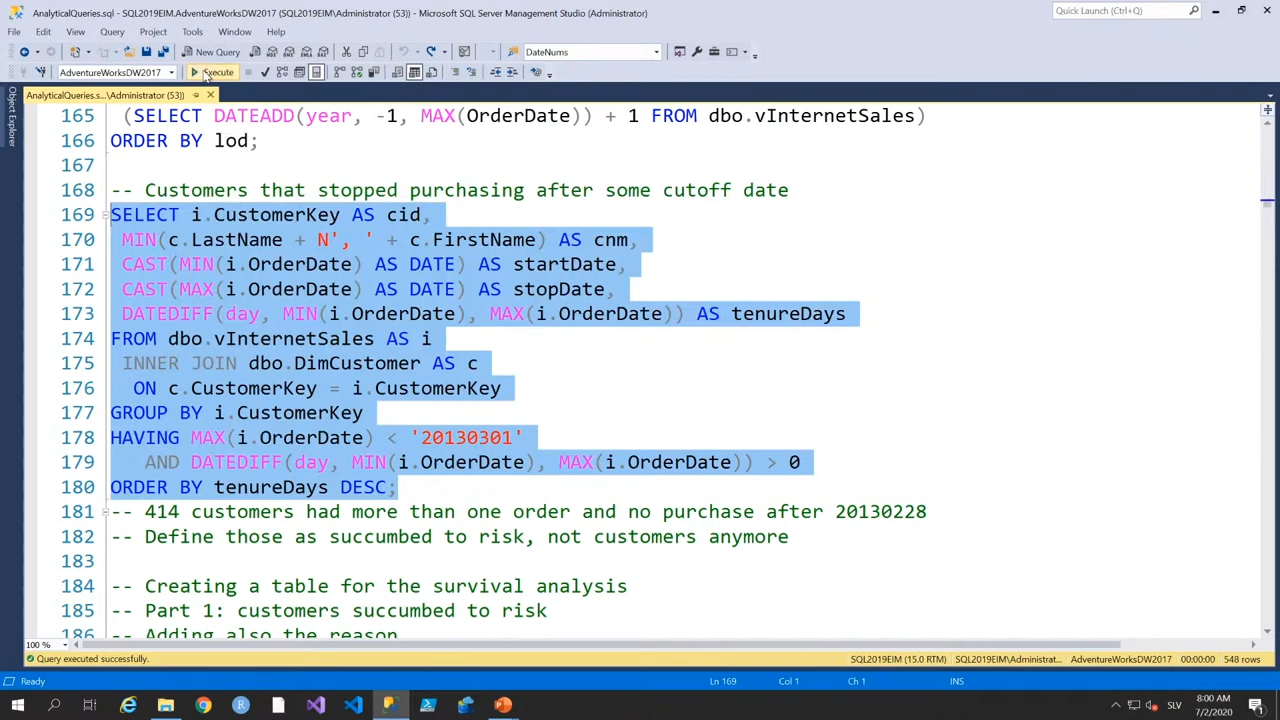 AnalyticalQueries.sql - SQL2019EIM.AdventureWorksDW2017 (SQL2019EIM\Administrator (53)) - Microsoft SQL Server Management Studio (Administrator)
Quick Launch (Ctrl+Q)
File Edit View Query Project Tools Window Help
New Query
DateNums
AdventureWorksDW2017
Execute
AnalyticalQueries.s...\Administrator (53))
Object Explorer
165 (SELECT DATEADD(year, -1, MAX(OrderDate)) + 1 FROM dbo.vInternetSales)
166 ORDER BY lod;
167
168 -- Customers that stopped purchasing after some cutoff date
169 SELECT i.CustomerKey AS cid,
170 MIN(c.LastName + N', ' + c.FirstName) AS cnm,
171 CAST(MIN(i.OrderDate) AS DATE) AS startDate,
172 CAST(MAX(i.OrderDate) AS DATE) AS stopDate,
173 DATEDIFF(day, MIN(i.OrderDate), MAX(i.OrderDate)) AS tenureDays
174 FROM dbo.vInternetSales AS i
175 INNER JOIN dbo.DimCustomer AS c
176 ON c.CustomerKey = i.CustomerKey
177 GROUP BY i.CustomerKey
178 HAVING MAX(i.OrderDate) < '20130301'
179 AND DATEDIFF(day, MIN(i.OrderDate), MAX(i.OrderDate)) > 0
180 ORDER BY tenureDays DESC;
181 -- 414 customers had more than one order and no purchase after 20130228
182 -- Define those as succumbed to risk, not customers anymore
183
184 -- Creating a table for the survival analysis
185 -- Part 1: customers succumbed to risk
186 -- Adding also the reason
100 %
Query executed successfully. SQL2019EIM (15.0 RTM) SQL2019EIM\Administrat... AdventureWorksDW2017 00:00:00 548 rows
Ready Ln 169 Col 1 Ch 1 INS
SLV
8:00 AM
7/2/2020
1